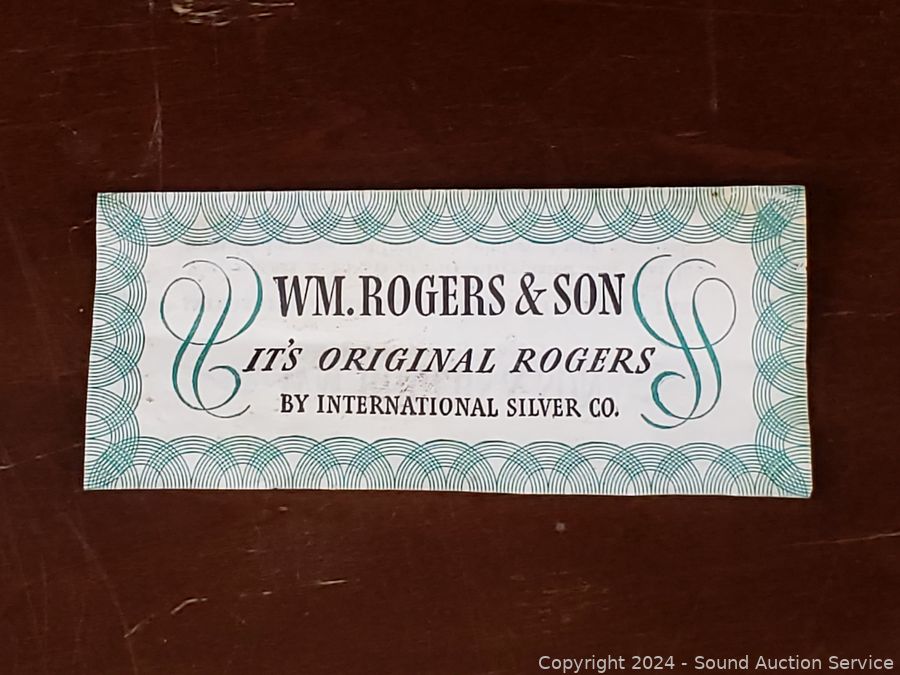 WM. ROGERS & SON
IT'S ORIGINAL ROGERS
BY INTERNATIONAL SILVER CO.
Copyright 2024 - Sound Auction Service